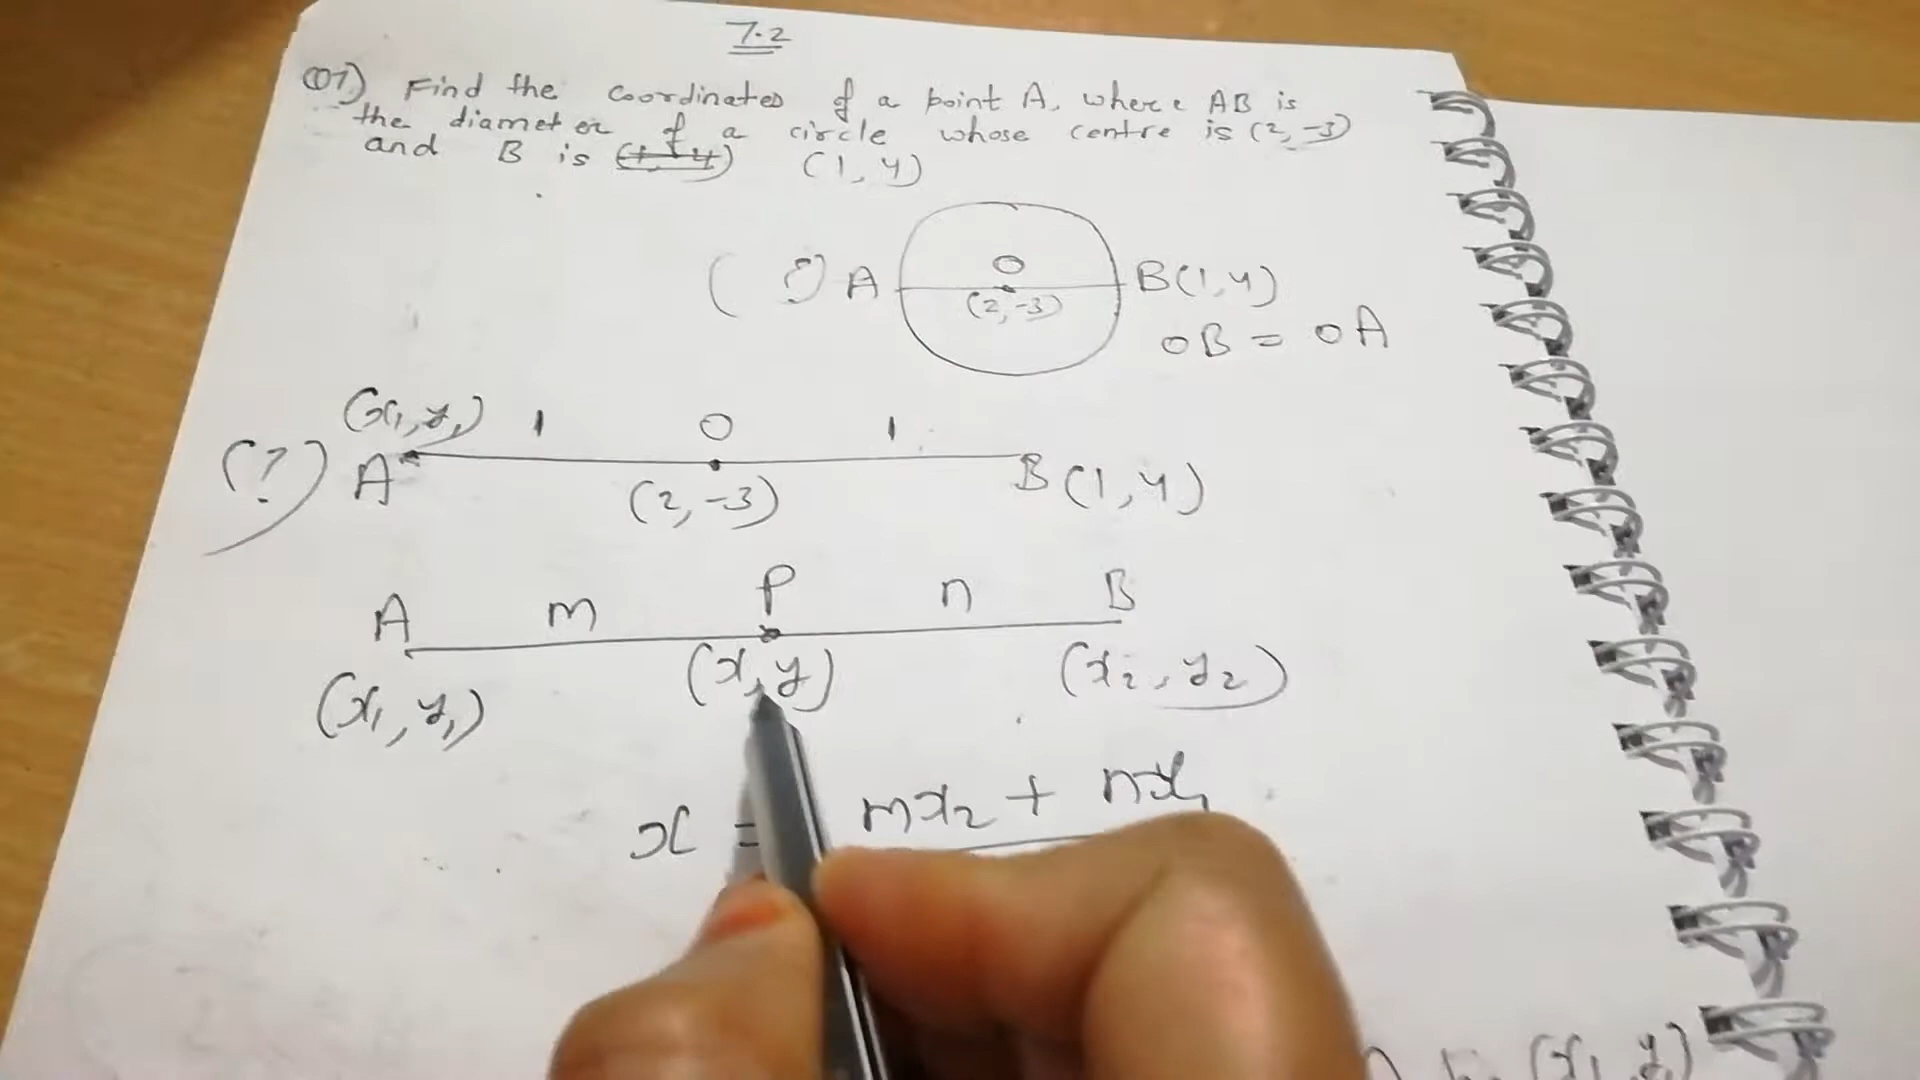 7.2
Q7) Find the coordinates of a point A, where AB is
the diameter of a circle whose centre is (2, -3)
and B is (1, 4) (1, 4)
( ?) A O B(1,4)
(2,-3)
OB = OA
(x₁, y₁) 1 O 1
(?) A (2, -3) B (1, 4)
A m P n B
(x₁, y₁) (x, y) (x₂, y₂)
x = mx₂ + nx₁
(x₁, y₁)